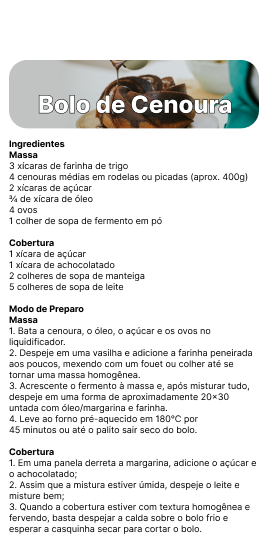 Bolo de Cenoura
Ingredientes
Massa
3 xícaras de farinha de trigo
4 cenouras médias em rodelas ou picadas (aprox. 400g)
2 xícaras de açúcar
¾ de xícara de óleo
4 ovos
1 colher de sopa de fermento em pó
Cobertura
1 xícara de açúcar
1 xícara de achocolatado
2 colheres de sopa de manteiga
5 colheres de sopa de leite
Modo de Preparo
Massa
1. Bata a cenoura, o óleo, o açúcar e os ovos no
liquidificador.
2. Despeje em uma vasilha e adicione a farinha peneirada
aos poucos, mexendo com um fouet ou colher até se
tornar uma massa homogênea.
3. Acrescente o fermento à massa e, após misturar tudo,
despeje em uma forma de aproximadamente 20×30
untada com óleo/margarina e farinha.
4. Leve ao forno pré-aquecido em 180°C por
45 minutos ou até o palito sair seco do bolo.
Cobertura
1. Em uma panela derreta a margarina, adicione o açúcar e
o achocolatado;
2. Assim que a mistura estiver úmida, despeje o leite e
misture bem;
3. Quando a cobertura estiver com textura homogênea e
fervendo, basta despejar a calda sobre o bolo frio e
esperar a casquinha secar para cortar o bolo.